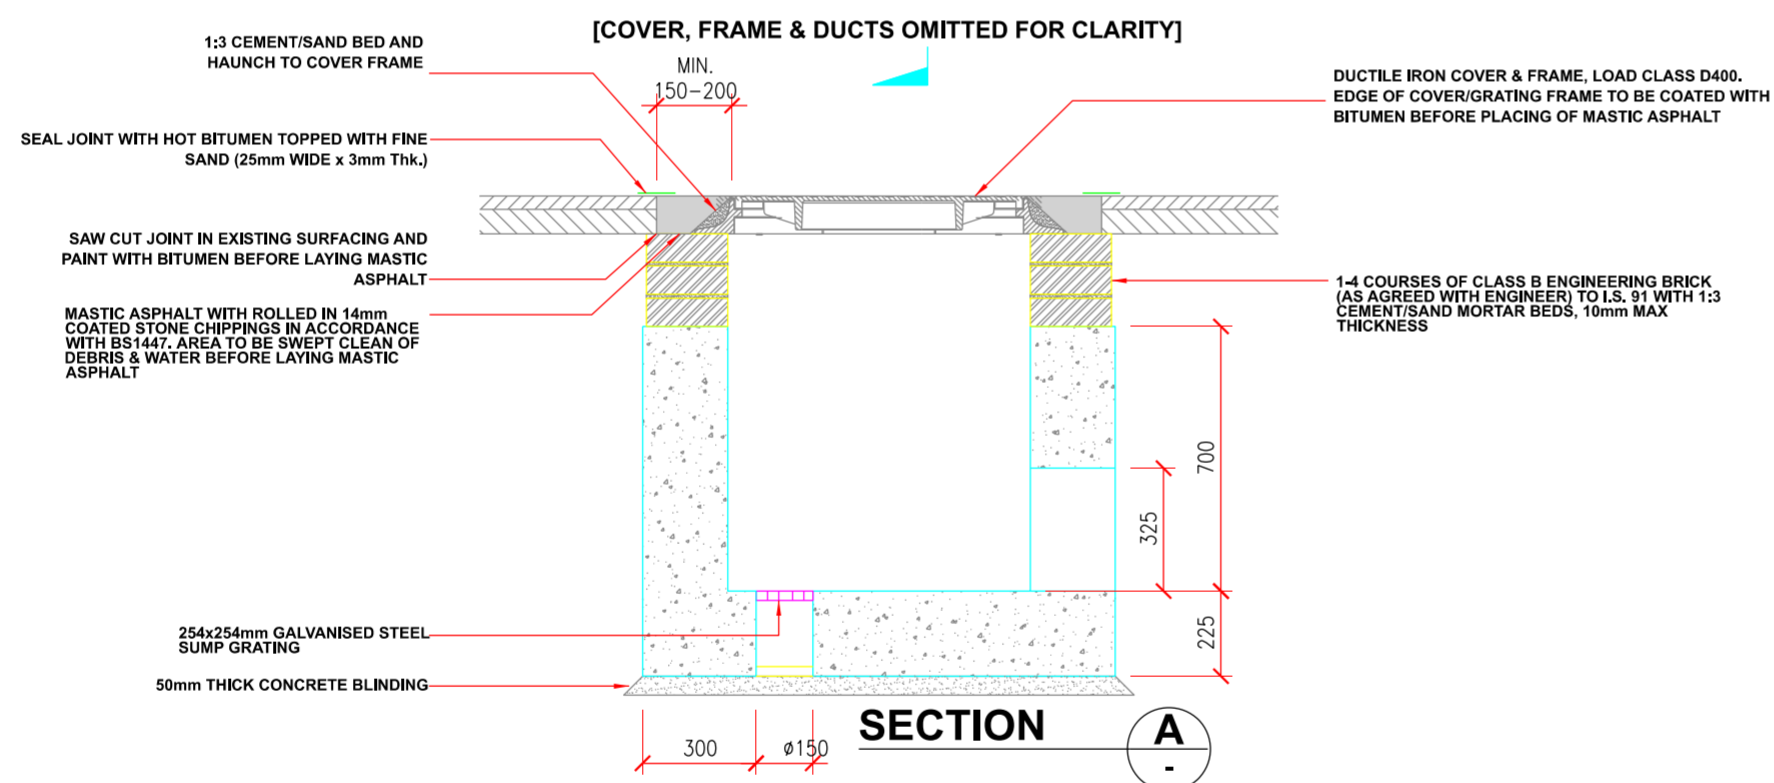 [COVER, FRAME & DUCTS OMITTED FOR CLARITY]
1:3 CEMENT/SAND BED AND
HAUNCH TO COVER FRAME
MIN.
150-200
DUCTILE IRON COVER & FRAME, LOAD CLASS D400.
EDGE OF COVER/GRATING FRAME TO BE COATED WITH
BITUMEN BEFORE PLACING OF MASTIC ASPHALT
SEAL JOINT WITH HOT BITUMEN TOPPED WITH FINE
SAND (25mm WIDE x 3mm Thk.)
SAW CUT JOINT IN EXISTING SURFACING AND
PAINT WITH BITUMEN BEFORE LAYING MASTIC
ASPHALT
MASTIC ASPHALT WITH ROLLED IN 14mm
COATED STONE CHIPPINGS IN ACCORDANCE
WITH BS1447. AREA TO BE SWEPT CLEAN OF
DEBRIS & WATER BEFORE LAYING MASTIC
ASPHALT
1-4 COURSES OF CLASS B ENGINEERING BRICK
(AS AGREED WITH ENGINEER) TO I.S. 91 WITH 1:3
CEMENT/SAND MORTAR BEDS, 10mm MAX
THICKNESS
700
325
225
254x254mm GALVANISED STEEL
SUMP GRATING
50mm THICK CONCRETE BLINDING
300
ø150
SECTION
A
-